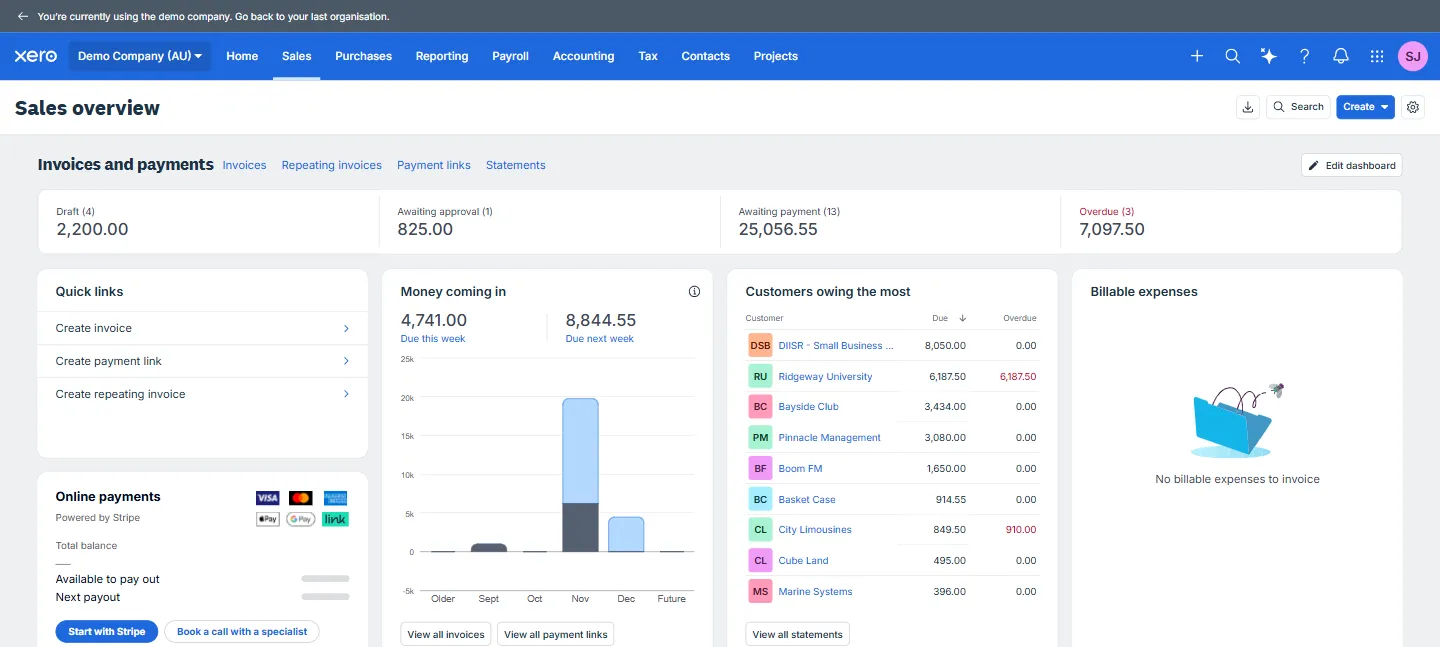 You're currently using the demo company. Go back to your last organisation.
xero Demo Company (AU) Home Sales Purchases Reporting Payroll Accounting Tax Contacts Projects SJ
Sales overview
Search Create
Invoices and payments Invoices Repeating invoices Payment links Statements Edit dashboard
Draft (4) Awaiting approval (1) Awaiting payment (13) Overdue (3)
2,200.00 825.00 25,056.55 7,097.50
Quick links
Create invoice
Create payment link
Create repeating invoice
Online payments
VISA
Powered by Stripe
Pay G Pay link
Total balance
Available to pay out
Next payout
Start with Stripe Book a call with a specialist
Money coming in
4,741.00 8,844.55
Due this week Due next week
25k
20k
15k
10k
5k
0
-5k
Older Sept Oct Nov Dec Future
View all invoices View all payment links
Customers owing the most
Customer Due Overdue
DSB DIISR - Small Business ... 8,050.00 0.00
RU Ridgeway University 6,187.50 6,187.50
BC Bayside Club 3,434.00 0.00
PM Pinnacle Management 3,080.00 0.00
BF Boom FM 1,650.00 0.00
BC Basket Case 914.55 0.00
CL City Limousines 849.50 910.00
CL Cube Land 495.00 0.00
MS Marine Systems 396.00 0.00
View all statements
Billable expenses
No billable expenses to invoice